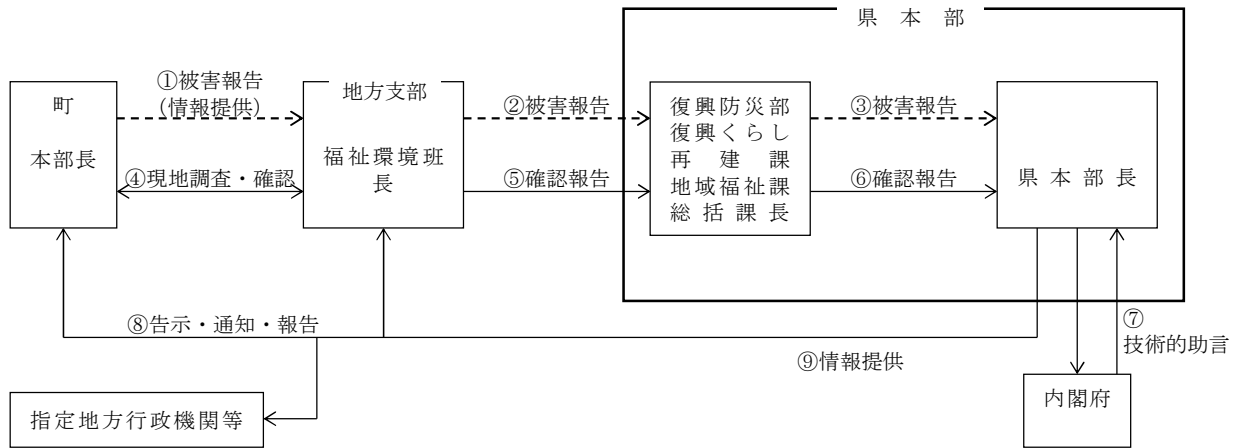 県本部
①被害報告
(情報提供)
町
本部長
地方支部
福祉環境班
長
②被害報告
復興防災部
復興くらし
再建課
地域福祉課
総括課長
③被害報告
県本部長
④現地調査・確認
⑤確認報告
⑥確認報告
⑧告示・通知・報告
⑦
技術的助言
⑨情報提供
指定地方行政機関等
内閣府